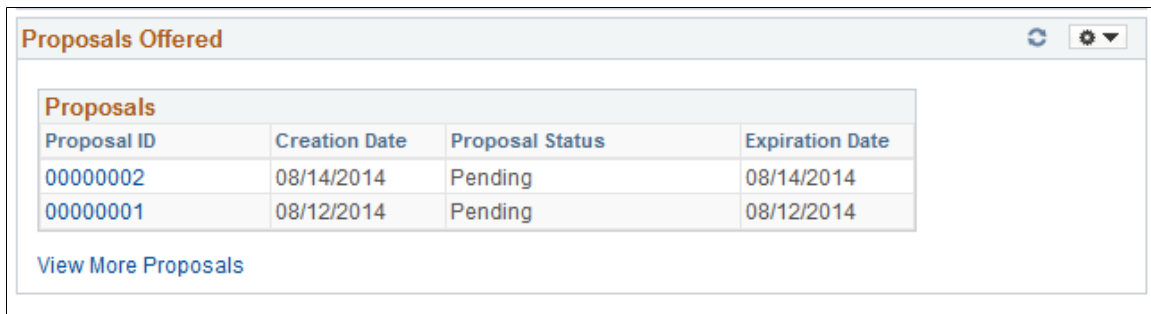 Proposals Offered
Proposals
Proposal ID Creation Date Proposal Status Expiration Date
00000002 08/14/2014 Pending 08/14/2014
00000001 08/12/2014 Pending 08/12/2014
View More Proposals